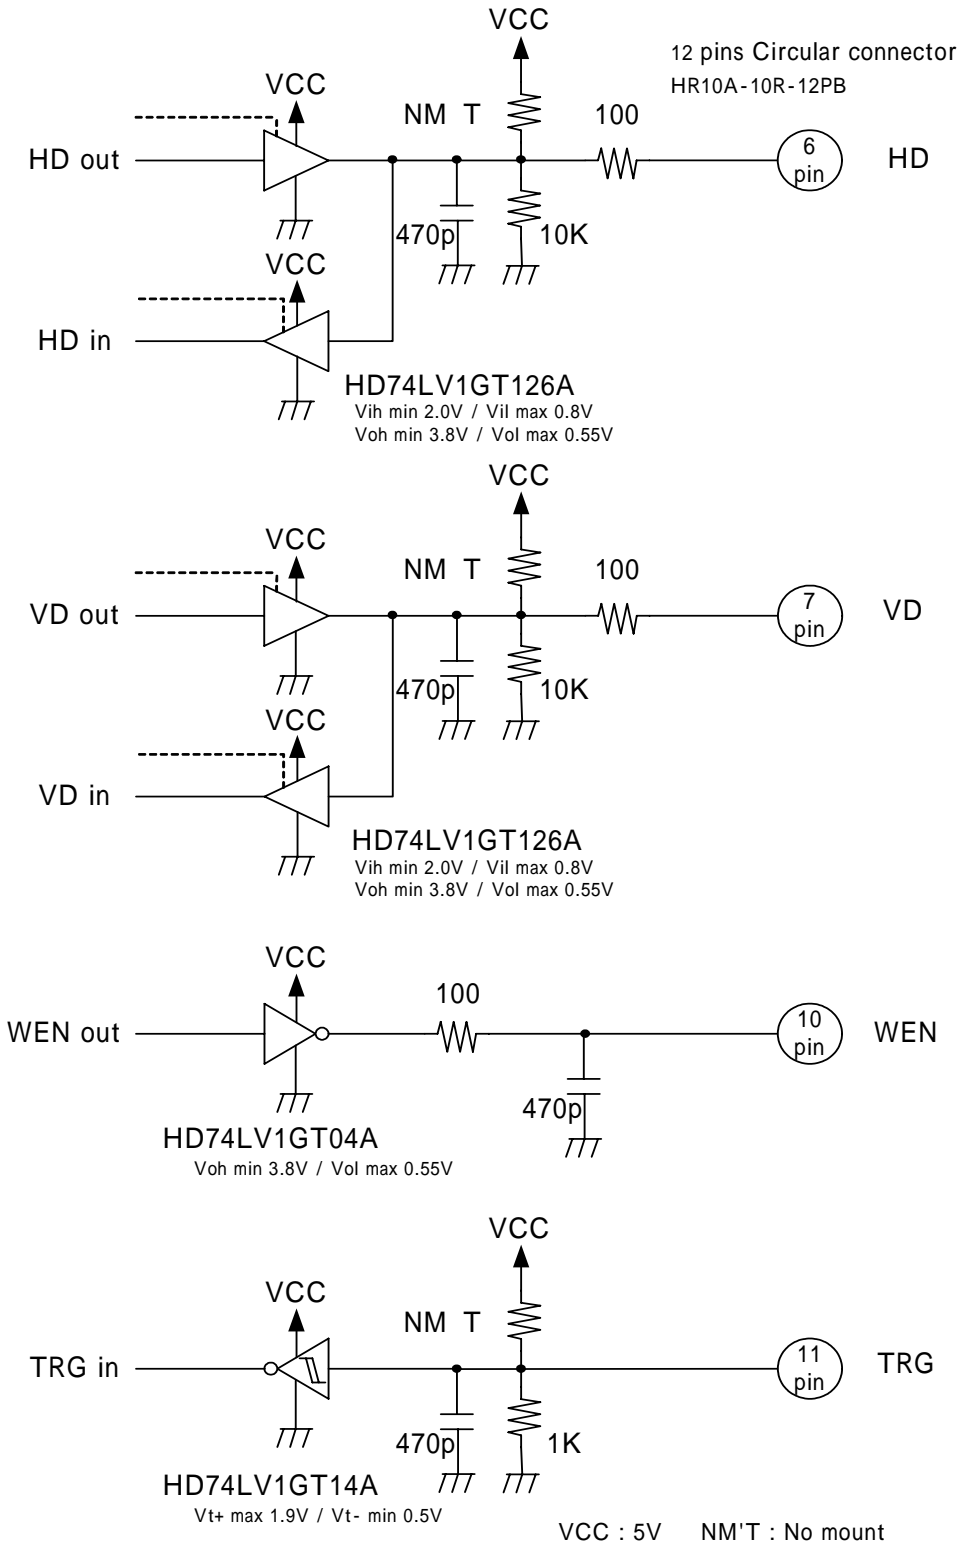 VCC
12 pins Circular connector
HR10A-10R-12PB
VCC
NM T
100
HD out
6
pin
HD
470p
10K
VCC
HD in
HD74LV1GT126A
Vih min 2.0V / Vil max 0.8V
Voh min 3.8V / Vol max 0.55V
VCC
VCC
NM T
100
VD out
7
pin
VD
470p
10K
VCC
VD in
HD74LV1GT126A
Vih min 2.0V / Vil max 0.8V
Voh min 3.8V / Vol max 0.55V
VCC
100
WEN out
10
pin
WEN
470p
HD74LV1GT04A
Voh min 3.8V / Vol max 0.55V
VCC
VCC
NM T
TRG in
11
pin
TRG
470p
1K
HD74LV1GT14A
Vt+ max 1.9V / Vt- min 0.5V
VCC : 5V NM'T : No mount